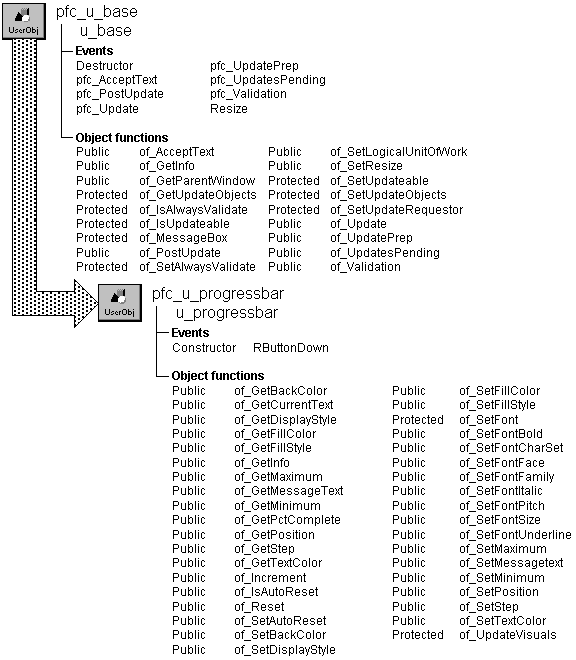 UserObj
pfc_u_base
u_base
Events
Destructor pfc_UpdatePrep
pfc_AcceptText pfc_UpdatesPending
pfc_PostUpdate pfc_Validation
pfc_Update Resize
Object functions
Public of_AcceptText Public of_SetLogicalUnitOfWork
Public of_GetInfo Public of_SetResize
Public of_GetParentWindow Protected of_SetUpdateable
Protected of_GetUpdateObjects Protected of_SetUpdateObjects
Protected of_IsAlwaysValidate Protected of_SetUpdateRequestor
Protected of_IsUpdateable Public of_Update
Protected of_MessageBox Public of_UpdatePrep
Public of_PostUpdate Public of_UpdatesPending
Protected of_SetAlwaysValidate Public of_Validation
UserObj
pfc_u_progressbar
u_progressbar
Events
Constructor RButtonDown
Object functions
Public of_GetBackColor Public of_SetFillColor
Public of_GetCurrentText Public of_SetFillStyle
Public of_GetDisplayStyle Protected of_SetFont
Public of_GetFillColor Public of_SetFontBold
Public of_GetFillStyle Public of_SetFontCharSet
Public of_GetInfo Public of_SetFontFace
Public of_GetMaximum Public of_SetFontFamily
Public of_GetMessageText Public of_SetFontItalic
Public of_GetMinimum Public of_SetFontPitch
Public of_GetPctComplete Public of_SetFontSize
Public of_GetPosition Public of_SetFontUnderline
Public of_GetStep Public of_SetMaximum
Public of_GetTextColor Public of_SetMessagetext
Public of_Increment Public of_SetMinimum
Public of_IsAutoReset Public of_SetPosition
Public of_Reset Public of_SetStep
Public of_SetAutoReset Public of_SetTextColor
Public of_SetBackColor Protected of_UpdateVisuals
Public of_SetDisplayStyle